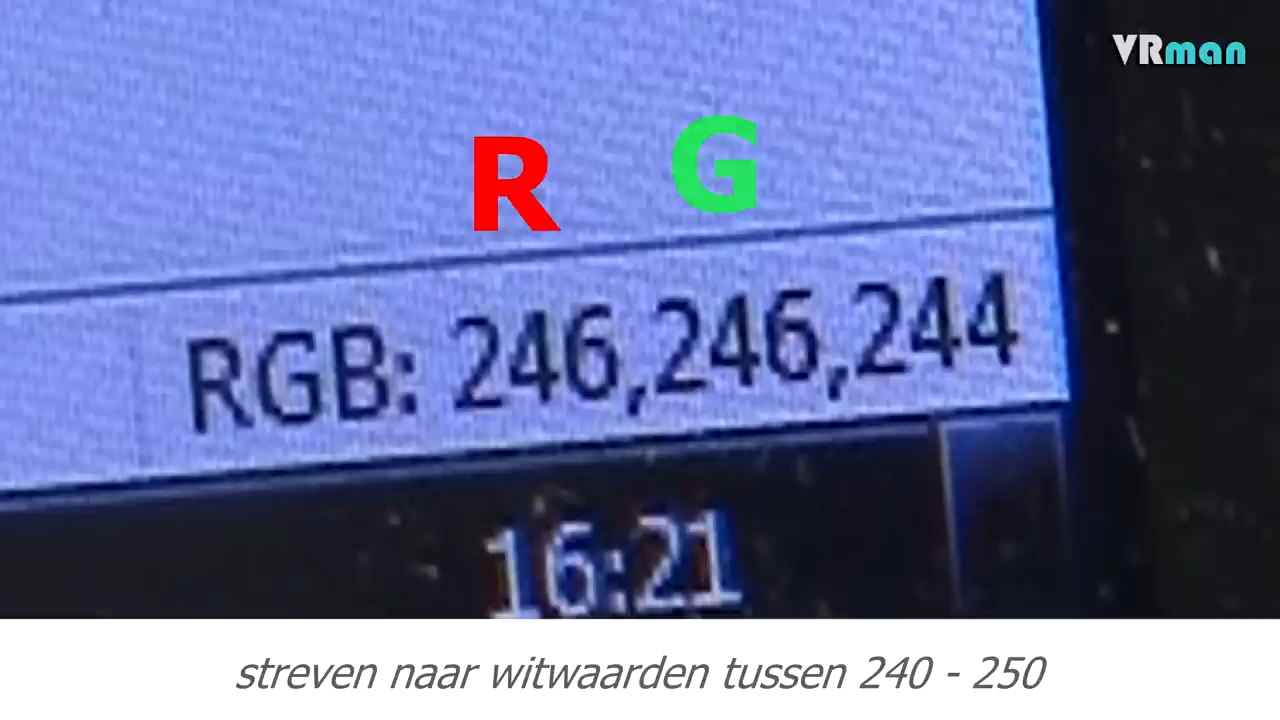 VRman
R G
RGB: 246,246,244
16:21
streven naar witwaarden tussen 240 - 250